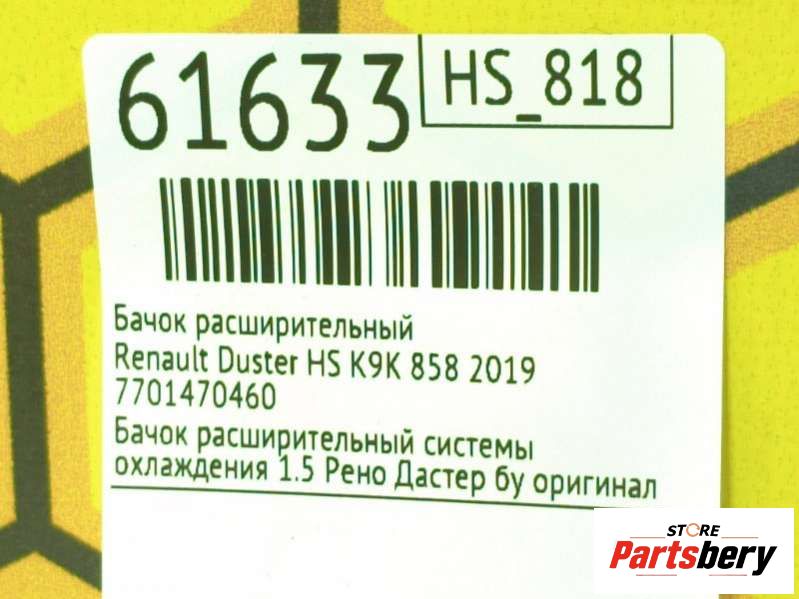 61633
HS_818
Бачок расширительный
Renault Duster HS K9K 858 2019
7701470460
Бачок расширительный системы
охлаждения 1.5 Рено Дастер бу оригинал
STORE
Partsbery